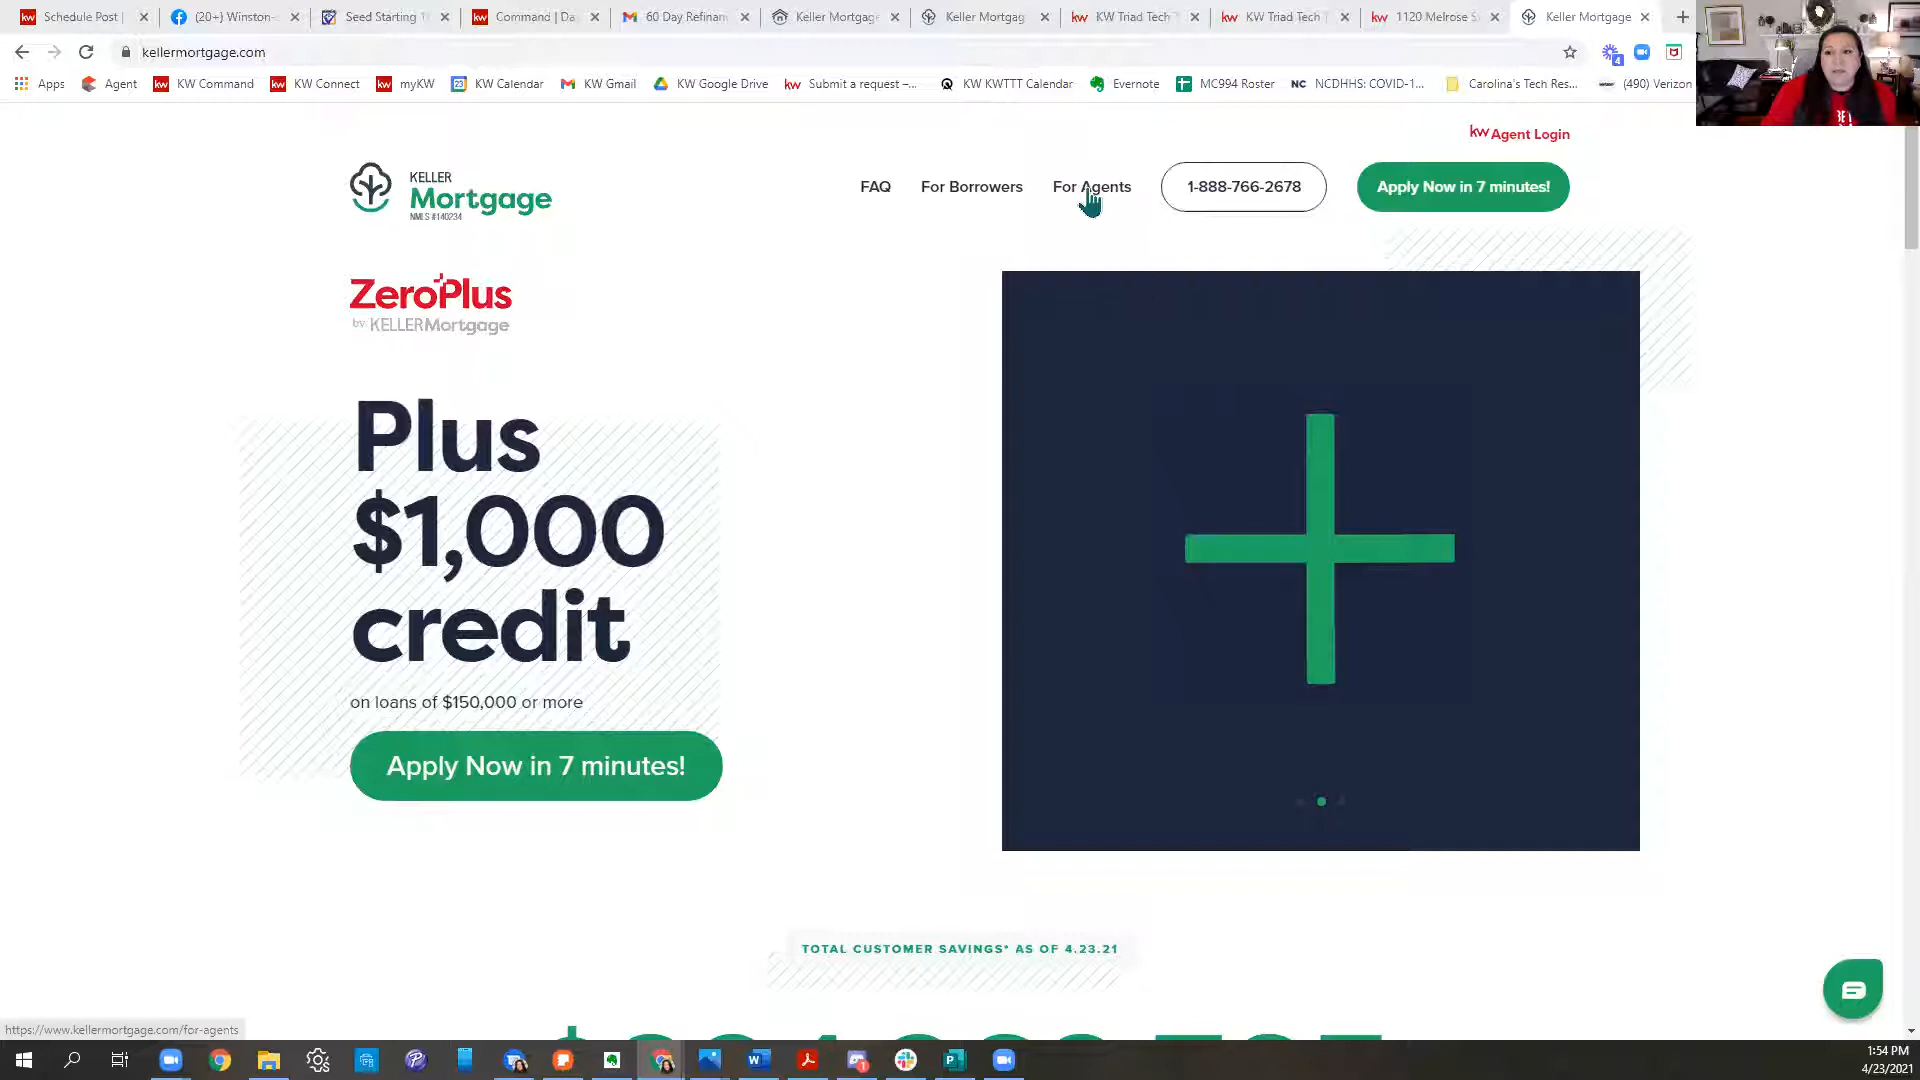 Schedule Post |
(20+) Winston-
Seed Starting 1
Command | Da
60 Day Refinan
Keller Mortgage
Keller Mortgag
KW Triad Tech
KW Triad Tech
1120 Melrose S
Keller Mortgage
kellermortgage.com
Apps
Agent
KW Command
KW Connect
myKW
KW Calendar
KW Gmail
KW Google Drive
Submit a request –...
KW KWTTT Calendar
Evernote
MC994 Roster
NC NCDHHS: COVID-1...
Carolina's Tech Res...
(490) Verizon
kw Agent Login
KELLER
Mortgage
NMLS #140234
FAQ
For Borrowers
For Agents
1-888-766-2678
Apply Now in 7 minutes!
ZeroPlus
by KELLERMortgage
Plus
$1,000
credit
on loans of $150,000 or more
Apply Now in 7 minutes!
TOTAL CUSTOMER SAVINGS* AS OF 4.23.21
https://www.kellermortgage.com/for-agents
1:54 PM
4/23/2021